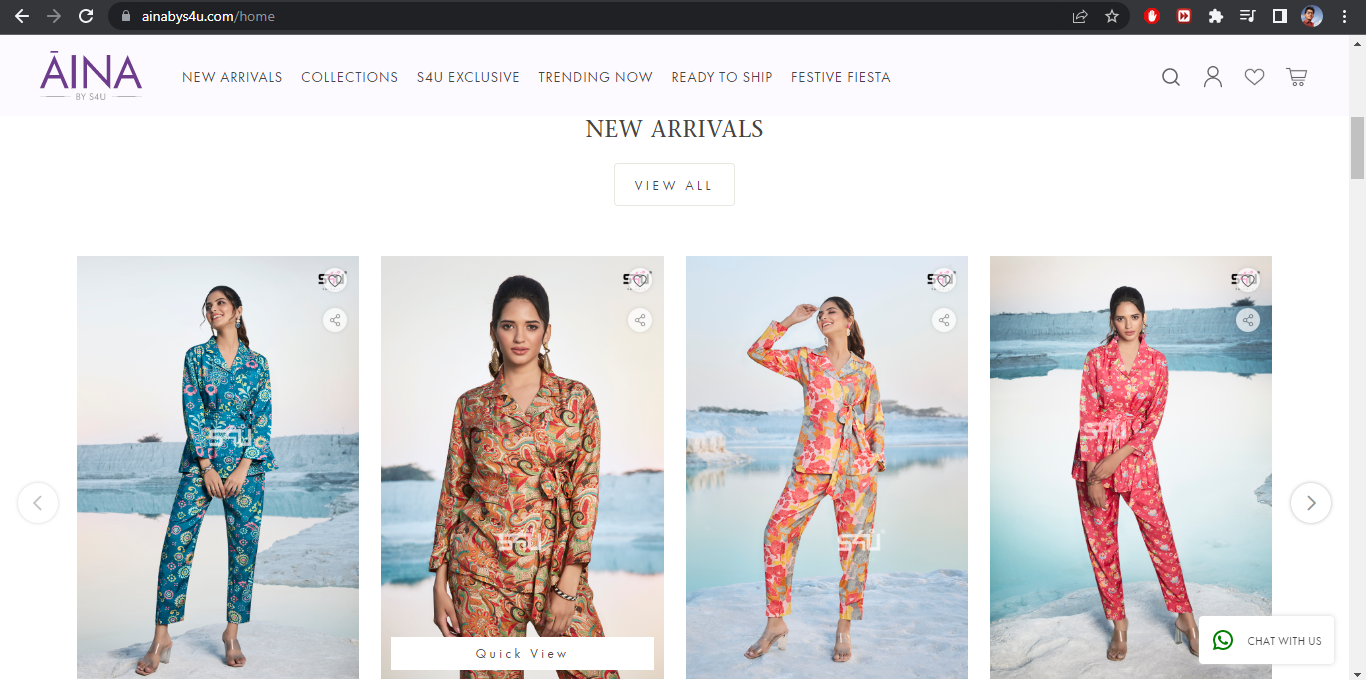 ainabys4u.com/home
ĀINA
BY S4U
NEW ARRIVALS
COLLECTIONS
S4U EXCLUSIVE
TRENDING NOW
READY TO SHIP
FESTIVE FIESTA
NEW ARRIVALS
VIEW ALL
S4U
S4U
S4U
S4U
S4U
S4U
S4U
S4U
Quick View
CHAT WITH US